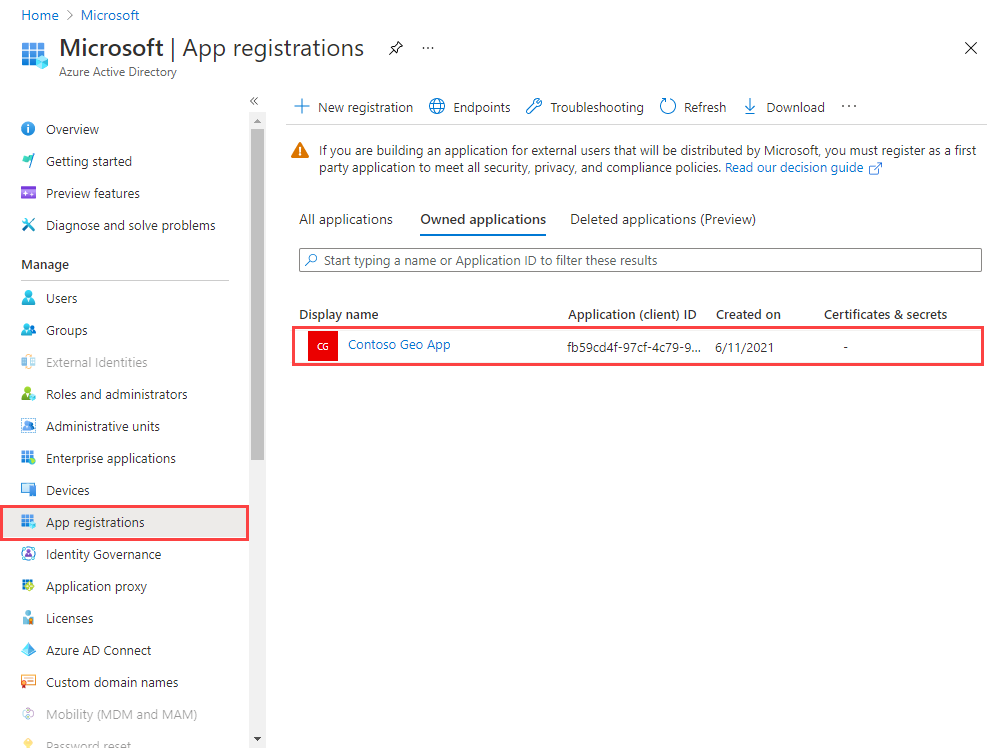 Home > Microsoft
Microsoft | App registrations
Azure Active Directory
Overview
Getting started
Preview features
Diagnose and solve problems
Manage
Users
Groups
External Identities
Roles and administrators
Administrative units
Enterprise applications
Devices
App registrations
Identity Governance
Application proxy
Licenses
Azure AD Connect
Custom domain names
Mobility (MDM and MAM)
Password reset
New registration Endpoints Troubleshooting Refresh Download
If you are building an application for external users that will be distributed by Microsoft, you must register as a first
party application to meet all security, privacy, and compliance policies. Read our decision guide
All applications Owned applications Deleted applications (Preview)
Start typing a name or Application ID to filter these results
Display name Application (client) ID Created on Certificates & secrets
CG Contoso Geo App fb59cd4f-97cf-4c79-9... 6/11/2021 -